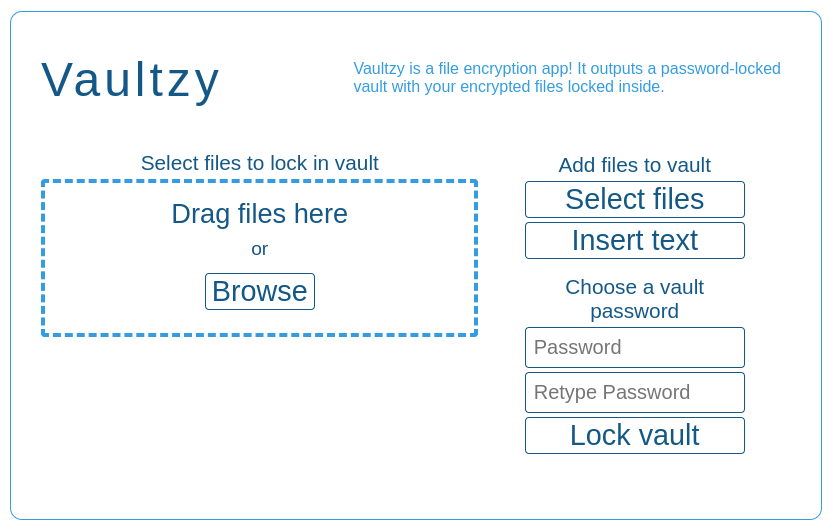 Vaultzy
Vaultzy is a file encryption app! It outputs a password-locked
vault with your encrypted files locked inside.
Select files to lock in vault
Drag files here
or
Browse
Add files to vault
Select files
Insert text
Choose a vault
password
Password
Retype Password
Lock vault